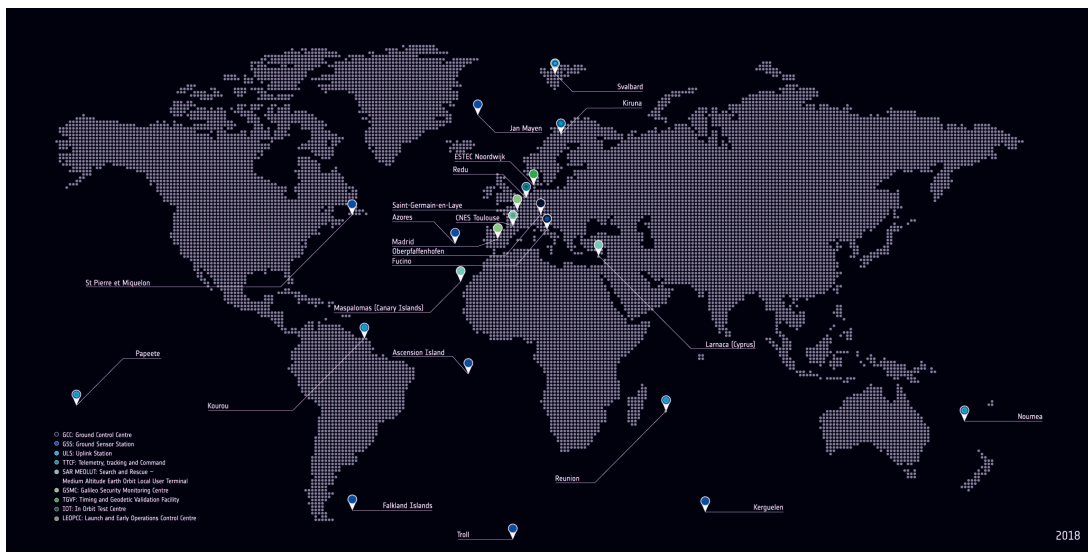 Svalbard
Kiruna
Jan Mayen
ESTEC Noordwijk
Redu
Saint-Germain-en-Laye
Azores
CNES Toulouse
Madrid
Oberpfaffenhofen
Fucino
St Pierre et Miquelon
Maspalomas (Canary Islands)
Larnaca (Cyprus)
Papeete
Ascension Island
Kourou
Noumea
GCC: Ground Control Centre
GSS: Ground Sensor Station
ULS: Uplink Station
TTCF: Telemetry, tracking and Command
SAR MEOLUT: Search and Rescue –
Medium Altitude Earth Orbit Local User Terminal
GSMC: Galileo Security Monitoring Centre
TGVF: Timing and Geodetic Validation Facility
IOT: In Orbit Test Centre
LEOPCC: Launch and Early Operations Control Centre
Reunion
Falkland Islands
Kerguelen
Troll
2018